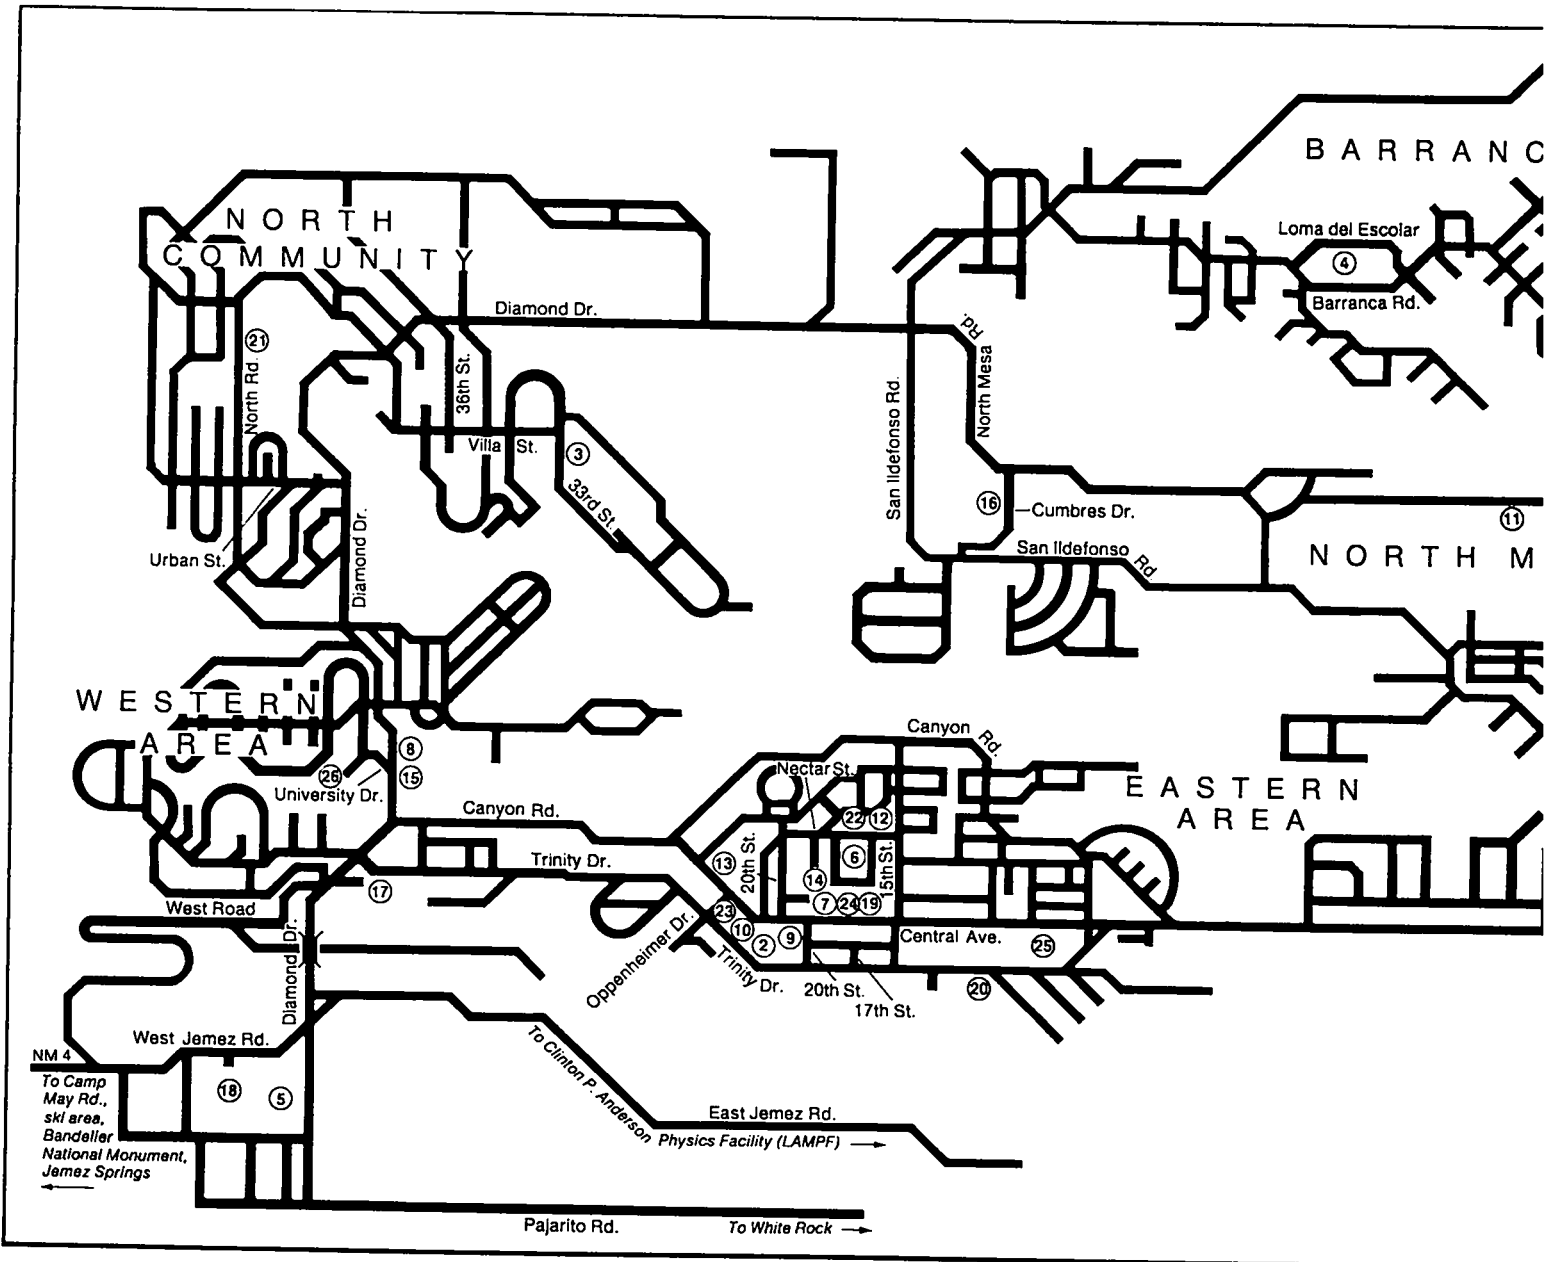 BARRANC
NORTH
COMMUNITY
Loma del Escolar
4
Barranca Rd.
Diamond Dr.
Rd.
North Mesa
21
North Rd.
36th St.
San Ildefonso Rd.
Villa St.
3
33rd St.
16
Cumbres Dr.
11
Urban St.
Diamond Dr.
San Ildefonso Rd.
NORTH M
WESTERN
AREA
8
26
15
University Dr.
Canyon Rd.
Canyon Rd.
Nectar St.
EASTERN
AREA
22
12
Trinity Dr.
13
20th St.
6
15th St.
14
17
West Road
7
24
19
23
10
2
9
Central Ave.
25
Oppenheimer Dr.
Trinity Dr.
20th St.
17th St.
20
Diamond Dr.
West Jemez Rd.
NM 4
To Camp
May Rd.,
ski area,
Bandelier
National Monument,
Jemez Springs
18
5
To Clinton P. Anderson
Physics Facility (LAMPF)
East Jemez Rd.
Pajarito Rd.
To White Rock